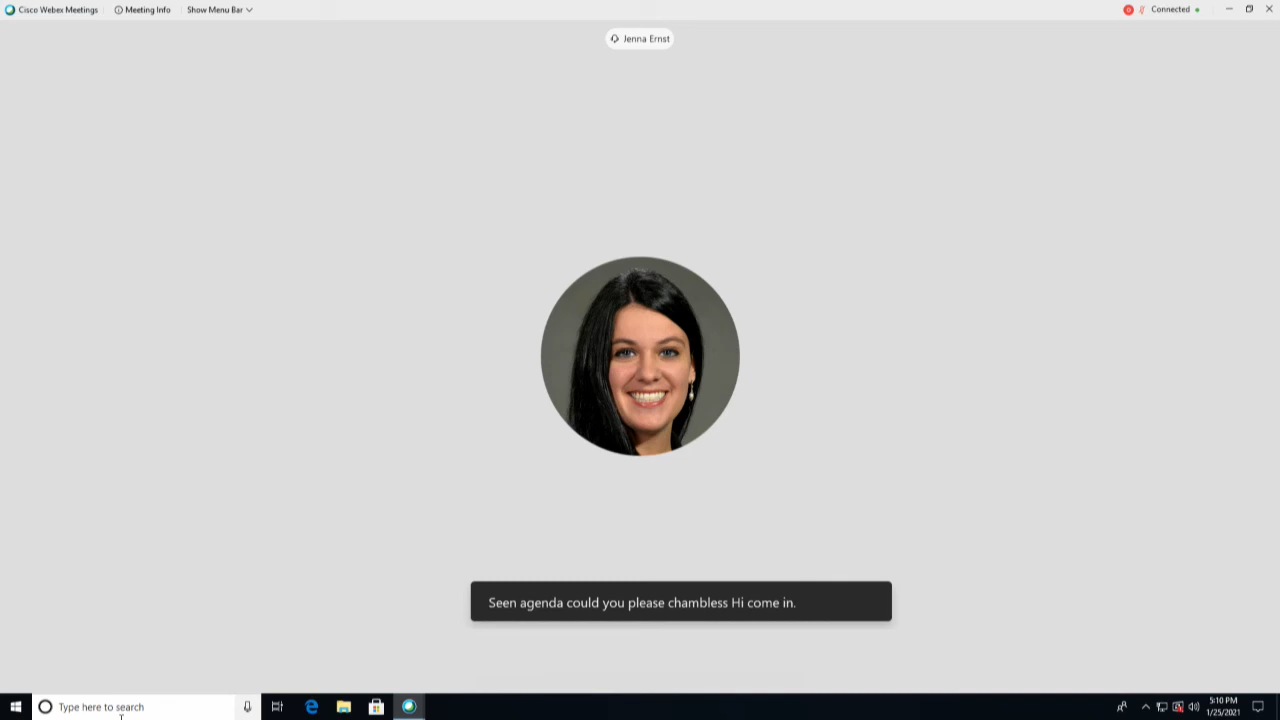 Cisco Webex Meetings
Meeting Info
Show Menu Bar
Connected
Jenna Ernst
Seen agenda could you please chambless Hi come in.
Type here to search
5:10 PM
1/25/2021